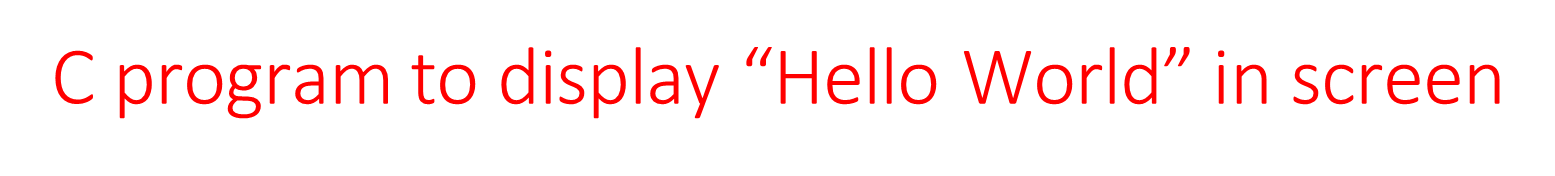 C program to display “Hello World” in screen